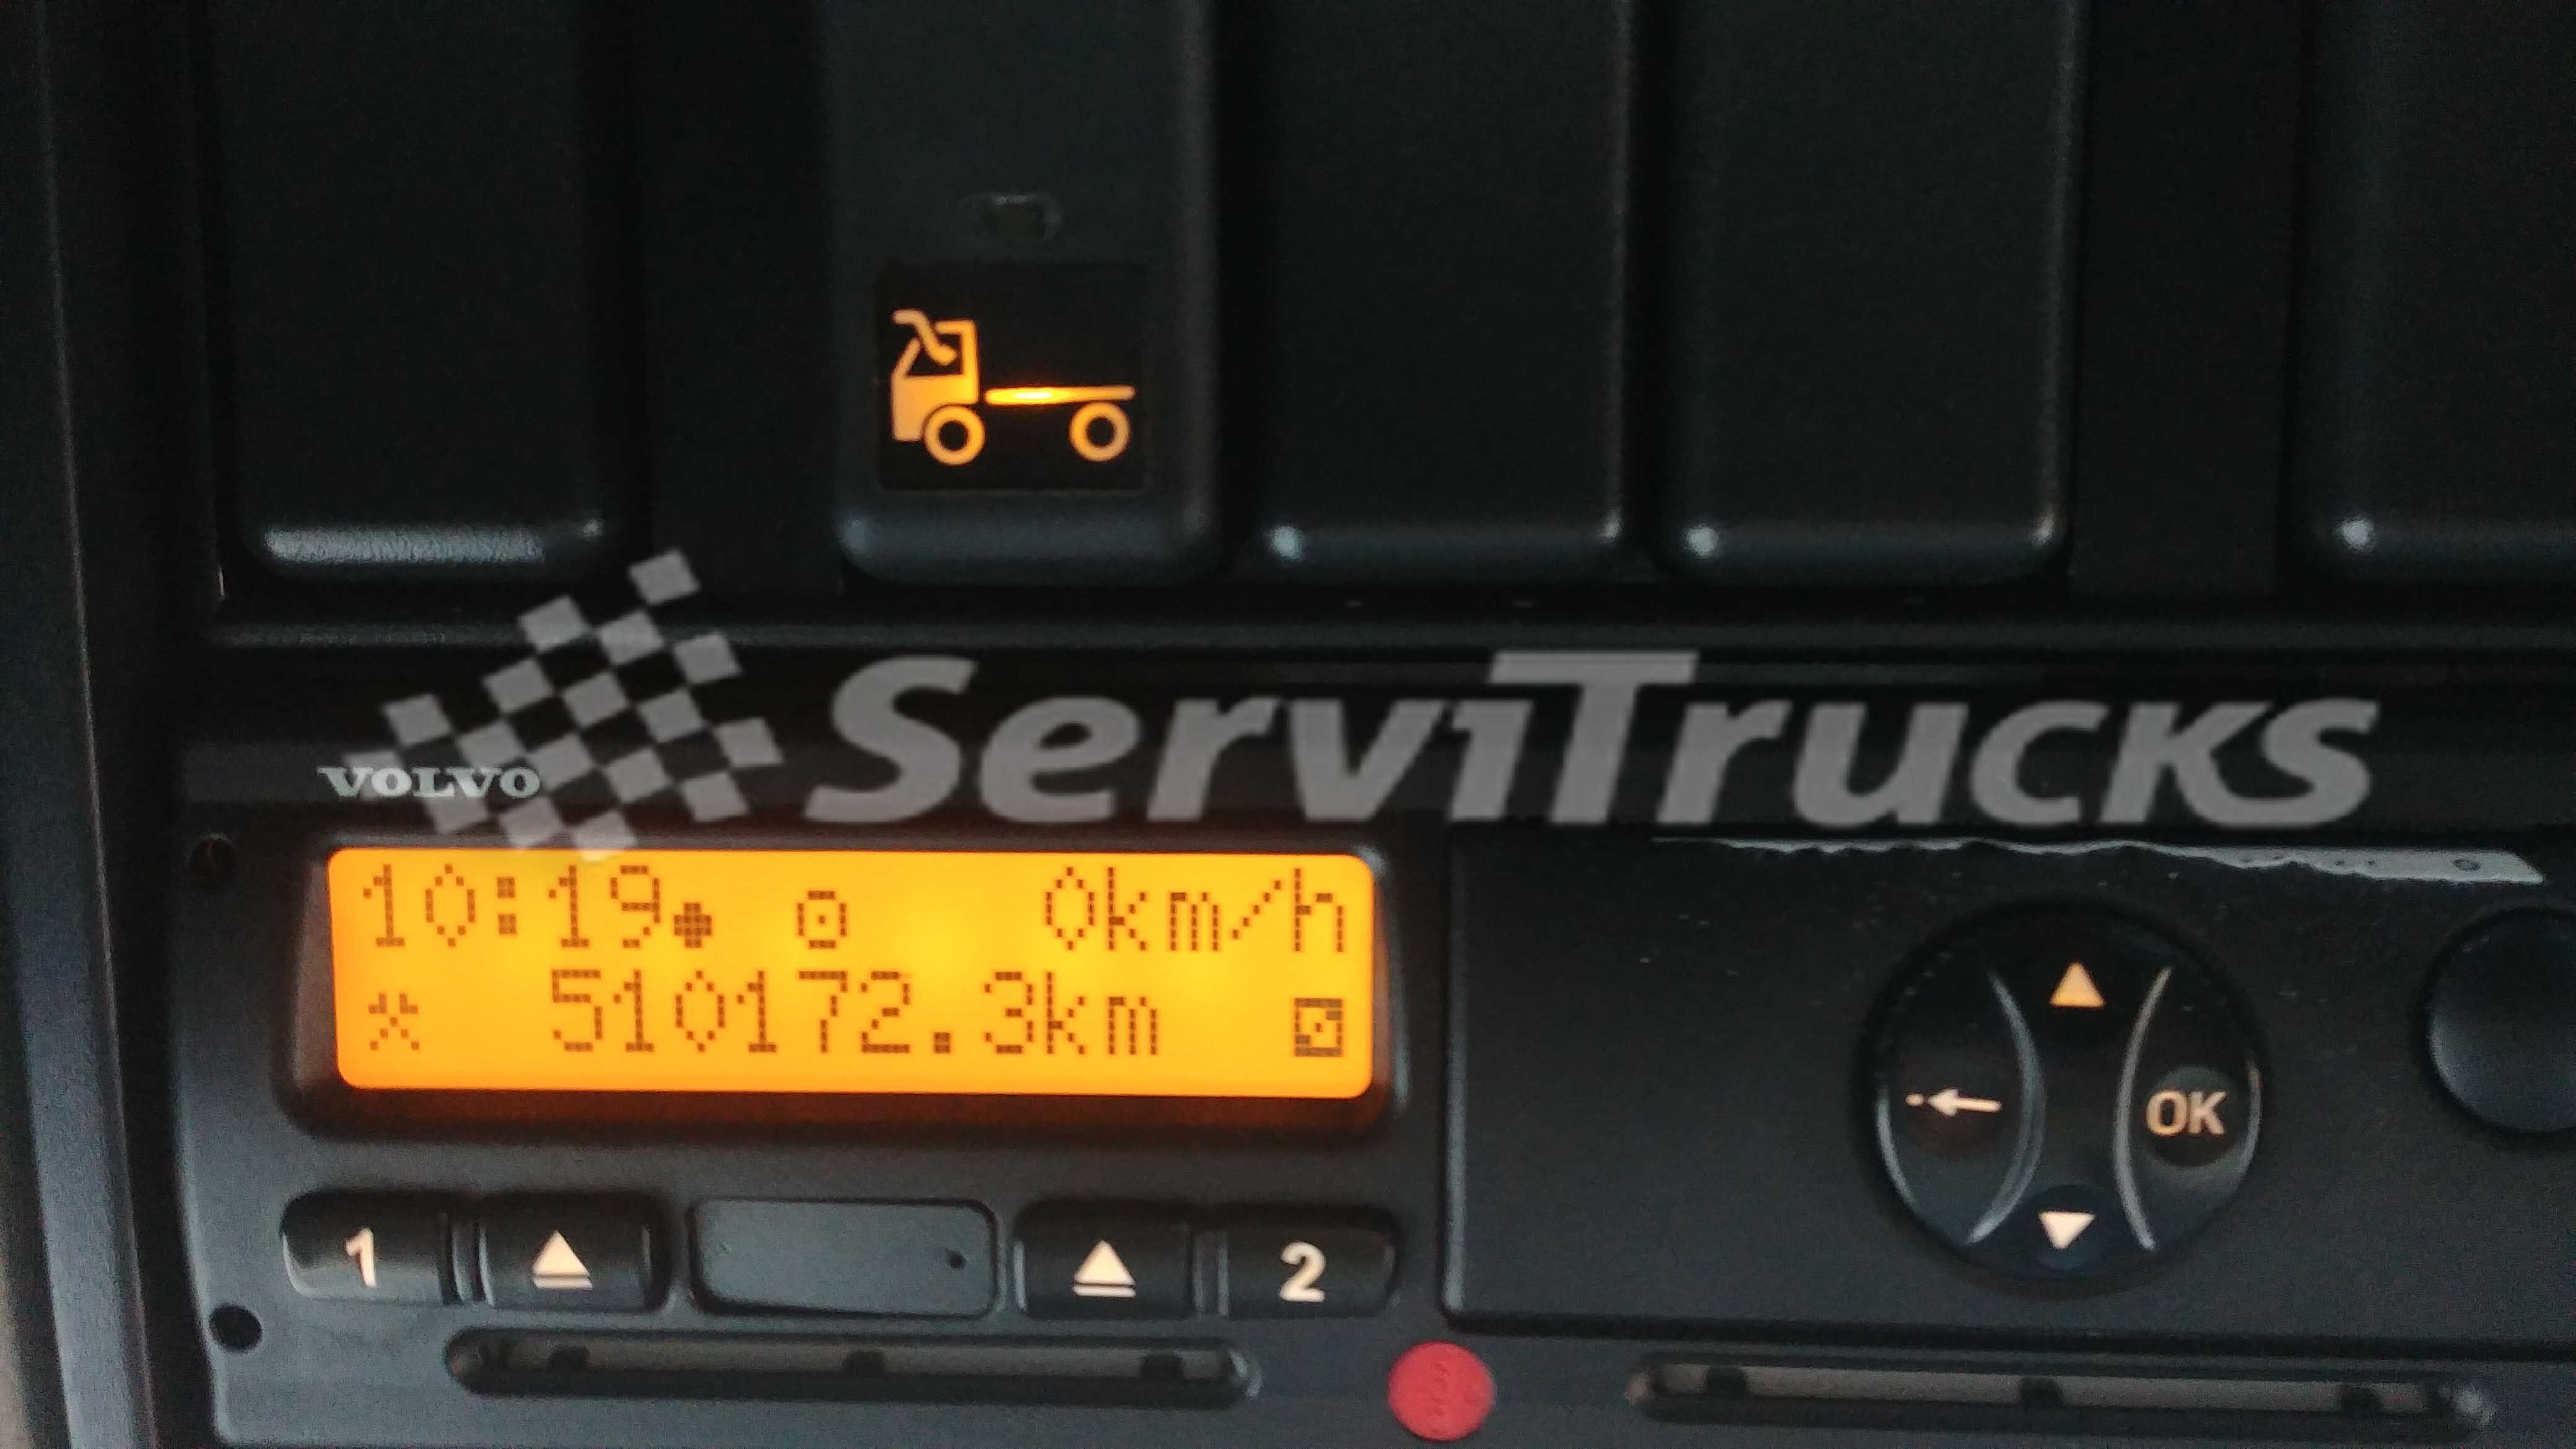 ServiTrucks
VOLVO
10:19 0km/h
510172.3km
1 2
OK